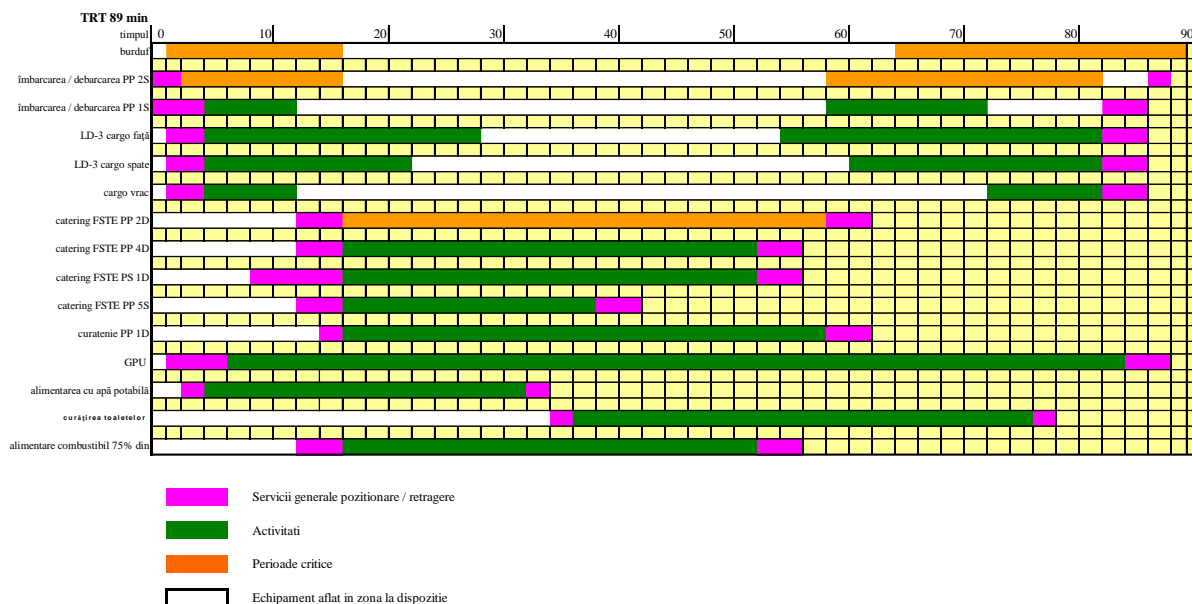 TRT 89 min
timpul 0 10 20 30 40 50 60 70 80 90
burduf
îmbarcarea / debarcarea PP 2S
îmbarcarea / debarcarea PP 1S
LD-3 cargo față
LD-3 cargo spate
cargo vrac
catering FSTE PP 2D
catering FSTE PP 4D
catering FSTE PS 1D
catering FSTE PP 5S
curatenie PP 1D
GPU
alimentarea cu apă potabilă
curățirea toaletelor
alimentare combustibil 75% din
Servicii generale pozitionare / retragere
Activitati
Perioade critice
Echipament aflat in zona la dispozitie